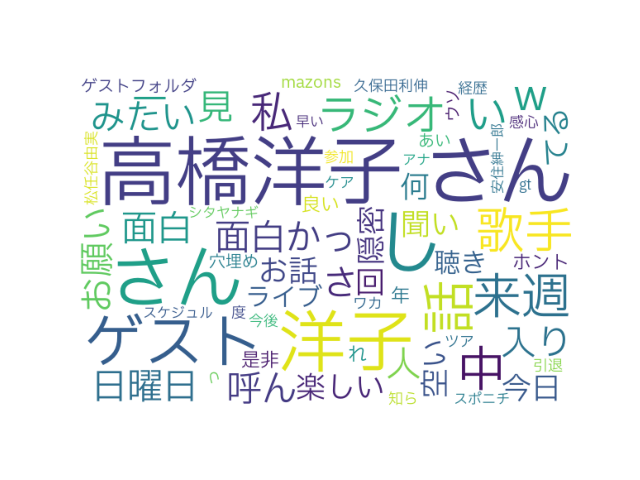 ゲストフォルダ
mazons
久保田利伸
経歴
みたい
ー
見
私
ラジオ
い
w
ウソ
早い
感心
てる
松任谷由実
高橋洋子
さん
参加
あい
アナ
安住紳一郎
ケア
何
gt
シタヤナギ
良い
お願い
面白
面白かっ
隠密
聞い
歌手
さん
し
穴埋め
お話
さ
回
聴き
ホント
ライブ
ワカ
年
話
来週
スケジュール
度
今後
ゲスト
洋子
是非
れ
人
空い
ツア
中
入り
引退
日曜日
っ
呼ん
楽しい
知ら
スポニチ
今日